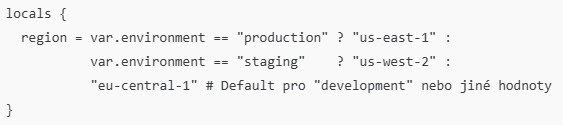 locals {
  region = var.environment == "production" ? "us-east-1" :
           var.environment == "staging"    ? "us-west-2" :
           "eu-central-1" # Default pro "development" nebo jiné hodnoty
}